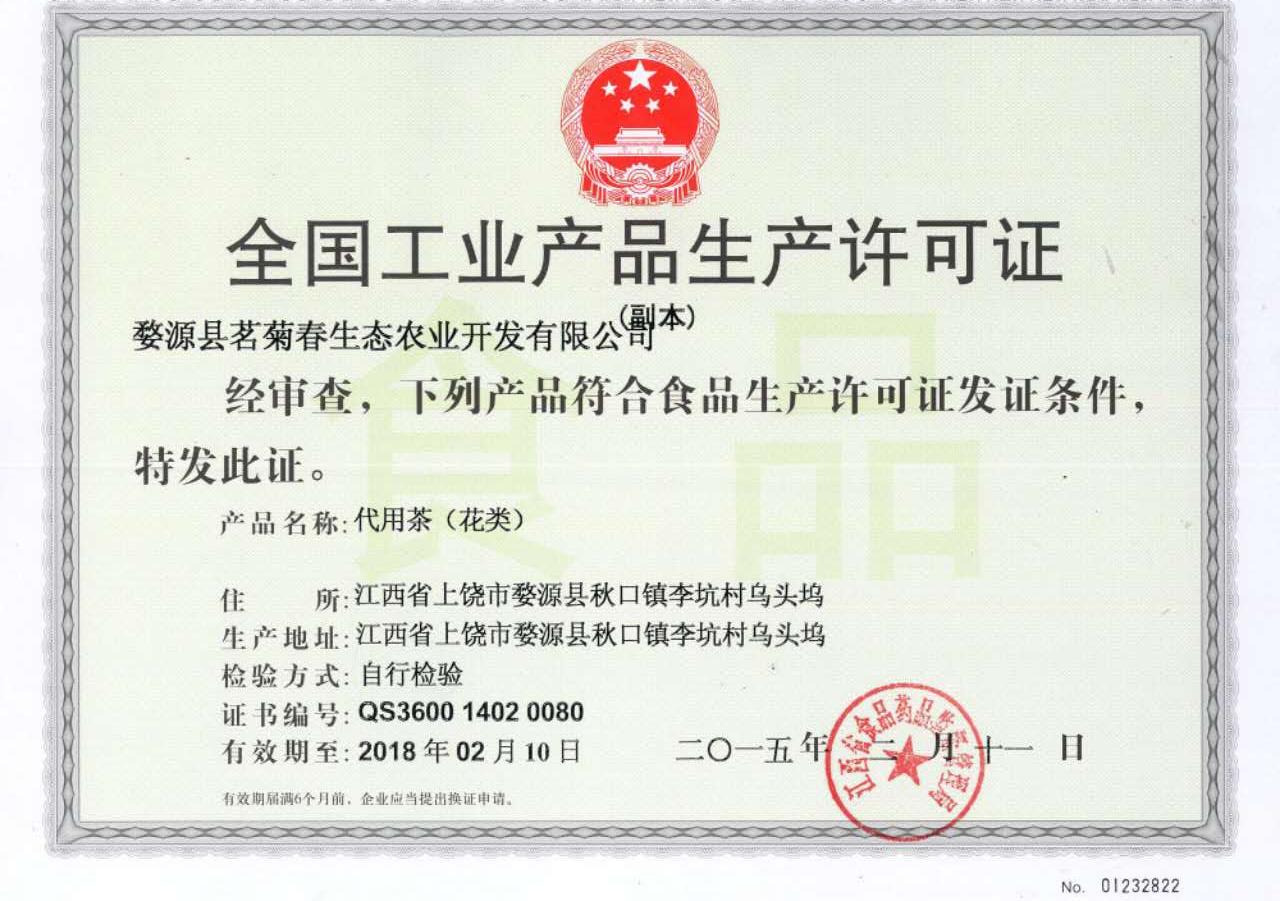 全国工业产品生产许可证
(副本)
婺源县茗菊春生态农业开发有限公司
经审查，下列产品符合食品生产许可证发证条件，
特发此证。
食品
产品名称:代用茶（花类）
住所:江西省上饶市婺源县秋口镇李坑村乌头坞
生产地址:江西省上饶市婺源县秋口镇李坑村乌头坞
检验方式:自行检验
证书编号:QS3600 1402 0080
有效期至:2018年02月10日
二〇一五年二月十一日
江西省食品药品监督管理局
有效期届满6个月前，企业应当提出换证申请。
No. 01232822